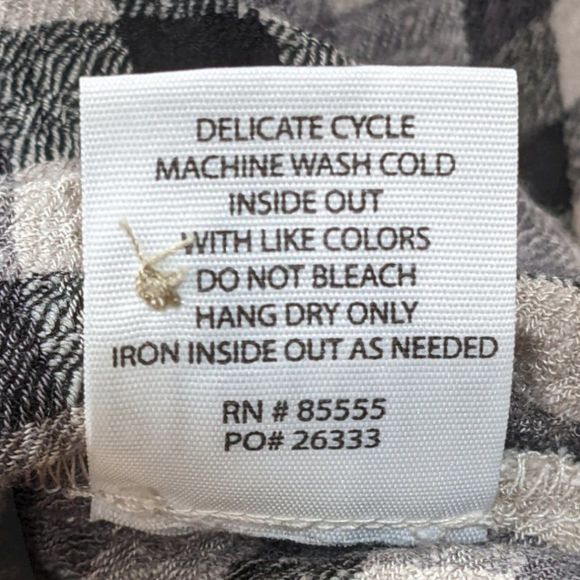 DELICATE CYCLE
MACHINE WASH COLD
INSIDE OUT
WITH LIKE COLORS
DO NOT BLEACH
HANG DRY ONLY
IRON INSIDE OUT AS NEEDED
RN # 85555
PO# 26333